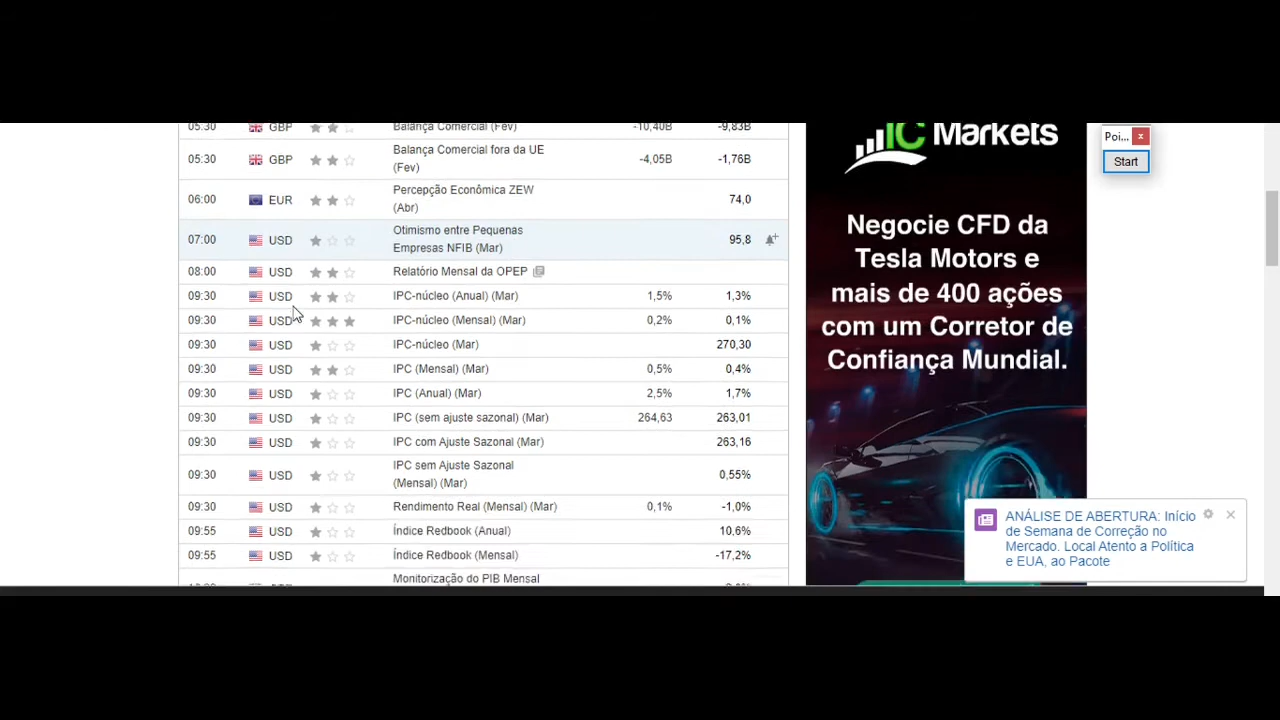 05:30 GBP Balança Comercial (Fev) -10,40B -9,83B
05:30 GBP Balança Comercial fora da UE -4,05B -1,76B
(Fev)
06:00 EUR Percepção Econômica ZEW 74,0
(Abr)
07:00 USD Otimismo entre Pequenas 95,8
Empresas NFIB (Mar)
08:00 USD Relatório Mensal da OPEP
09:30 USD IPC-núcleo (Anual) (Mar) 1,5% 1,3%
09:30 USD IPC-núcleo (Mensal) (Mar) 0,2% 0,1%
09:30 USD IPC-núcleo (Mar) 270,30
09:30 USD IPC (Mensal) (Mar) 0,5% 0,4%
09:30 USD IPC (Anual) (Mar) 2,5% 1,7%
09:30 USD IPC (sem ajuste sazonal) (Mar) 264,63 263,01
09:30 USD IPC com Ajuste Sazonal (Mar) 263,16
09:30 USD IPC sem Ajuste Sazonal 0,55%
(Mensal) (Mar)
09:30 USD Rendimento Real (Mensal) (Mar) 0,1% -1,0%
09:55 USD Índice Redbook (Anual) 10,6%
09:55 USD Índice Redbook (Mensal) -17,2%
Monitorização do PIB Mensal
IC Markets
Negocie CFD da
Tesla Motors e
mais de 400 ações
com um Corretor de
Confiança Mundial.
Poi... x
Start
ANÁLISE DE ABERTURA: Início
de Semana de Correção no
Mercado. Local Atento a Política
e EUA, ao Pacote